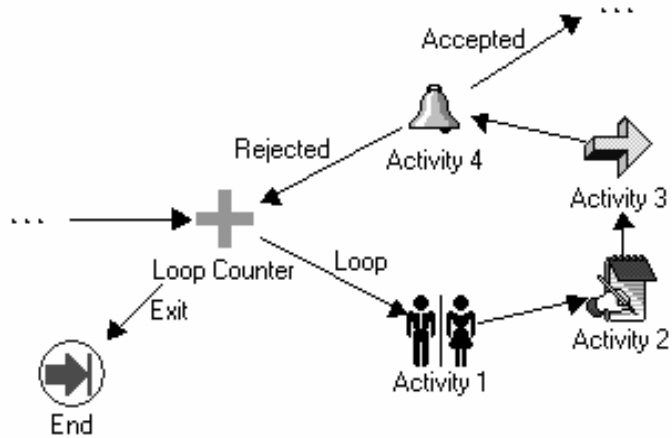 ...
Accepted
Activity 4
Rejected
Activity 3
...
Loop Counter
Loop
Exit
Activity 2
Activity 1
End